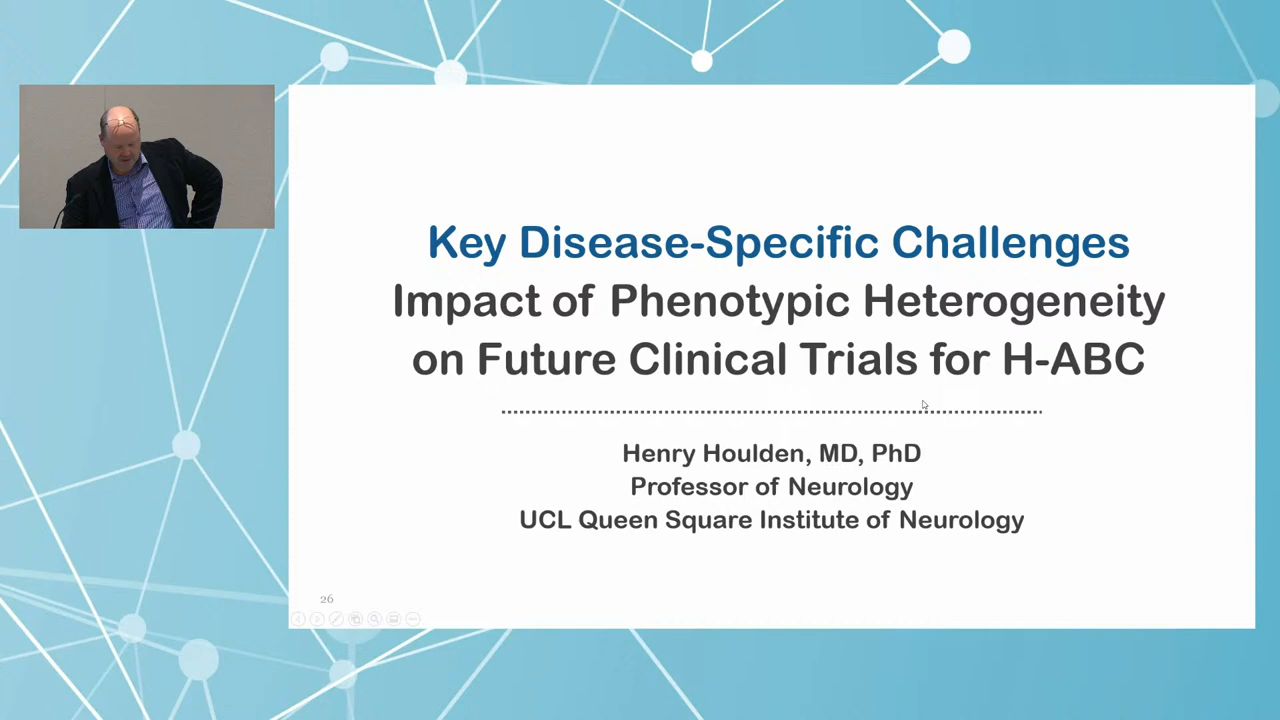 Key Disease-Specific Challenges
Impact of Phenotypic Heterogeneity
on Future Clinical Trials for H-ABC
Henry Houlden, MD, PhD
Professor of Neurology
UCL Queen Square Institute of Neurology
26